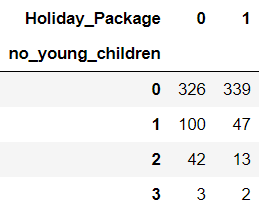 Holiday_Package 0 1
no_young_children
0 326 339
1 100 47
2 42 13
3 3 2